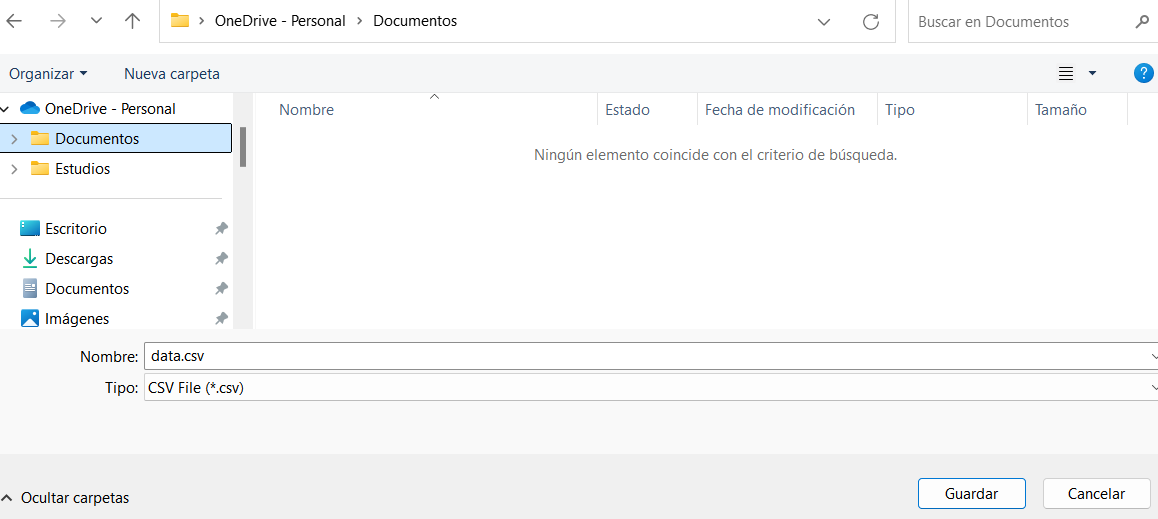 OneDrive - Personal > Documentos
Buscar en Documentos
Organizar
Nueva carpeta
?
OneDrive - Personal
Documentos
Estudios
Escritorio
Descargas
Documentos
Imágenes
Nombre Estado Fecha de modificación Tipo Tamaño
Ningún elemento coincide con el criterio de búsqueda.
Nombre: data.csv
Tipo: CSV File (*.csv)
Ocultar carpetas
Guardar
Cancelar